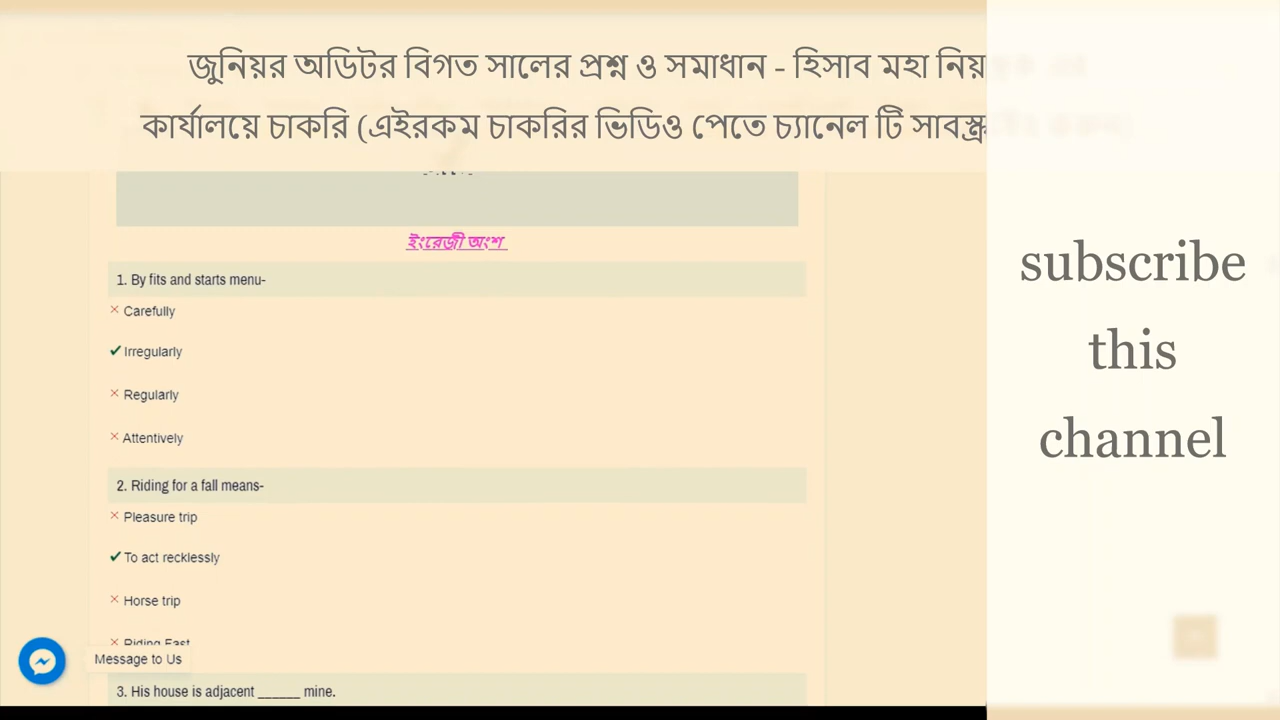 জুনিয়র অডিটর বিগত সালের প্রশ্ন ও সমাধান - হিসাব মহা
কার্যালয়ে চাকরি (এইরকম চাকরির ভিডিও পেতে চ্যানেল টি
subscribe
this
channel
ইংরেজী অংশ
1. By fits and starts menu-
× Carefully
✔ Irregularly
× Regularly
× Attentively
2. Riding for a fall means-
× Pleasure trip
✔ To act recklessly
× Horse trip
× Riding Fast
Message to Us
3. His house is adjacent ______ mine.